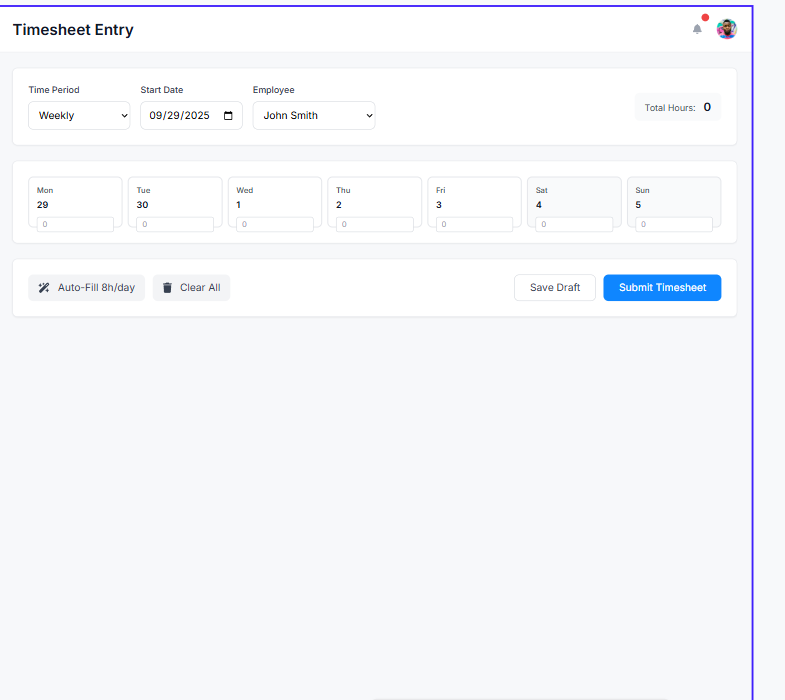 Timesheet Entry
Time Period Start Date Employee
Weekly 09/29/2025 John Smith Total Hours: 0
Mon Tue Wed Thu Fri Sat Sun
29 30 1 2 3 4 5
0 0 0 0 0 0 0
Auto-Fill 8h/day Clear All Save Draft Submit Timesheet